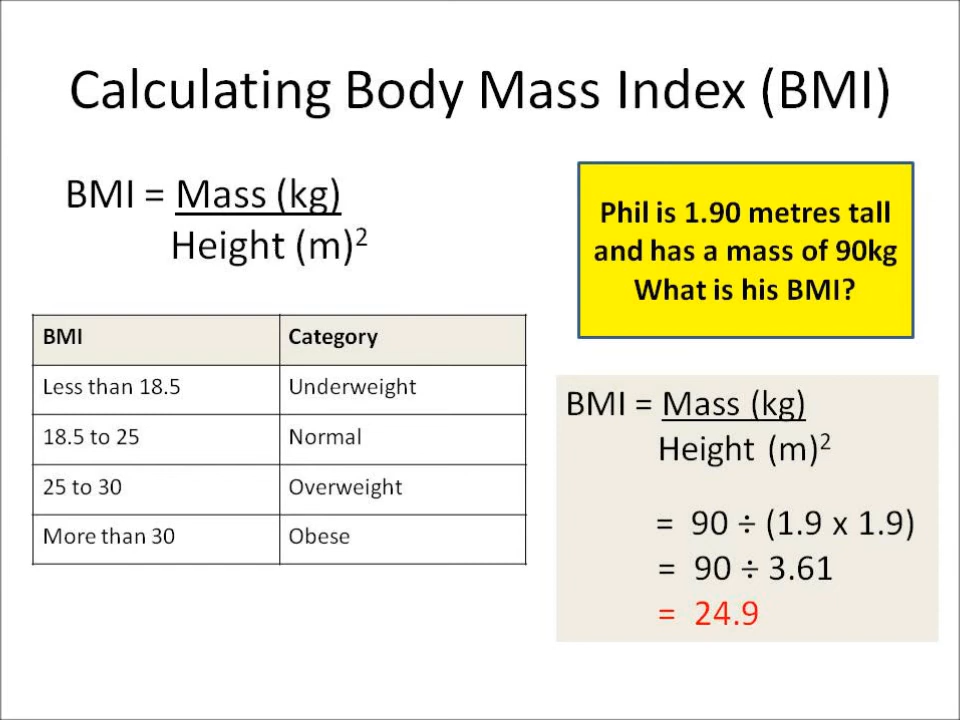 Calculating Body Mass Index (BMI)
BMI = Mass (kg)
Height (m)²
Phil is 1.90 metres tall
and has a mass of 90kg
What is his BMI?
BMI Category
Less than 18.5 Underweight
18.5 to 25 Normal
25 to 30 Overweight
More than 30 Obese
BMI = Mass (kg)
Height (m)²
= 90 ÷ (1.9 x 1.9)
= 90 ÷ 3.61
= 24.9